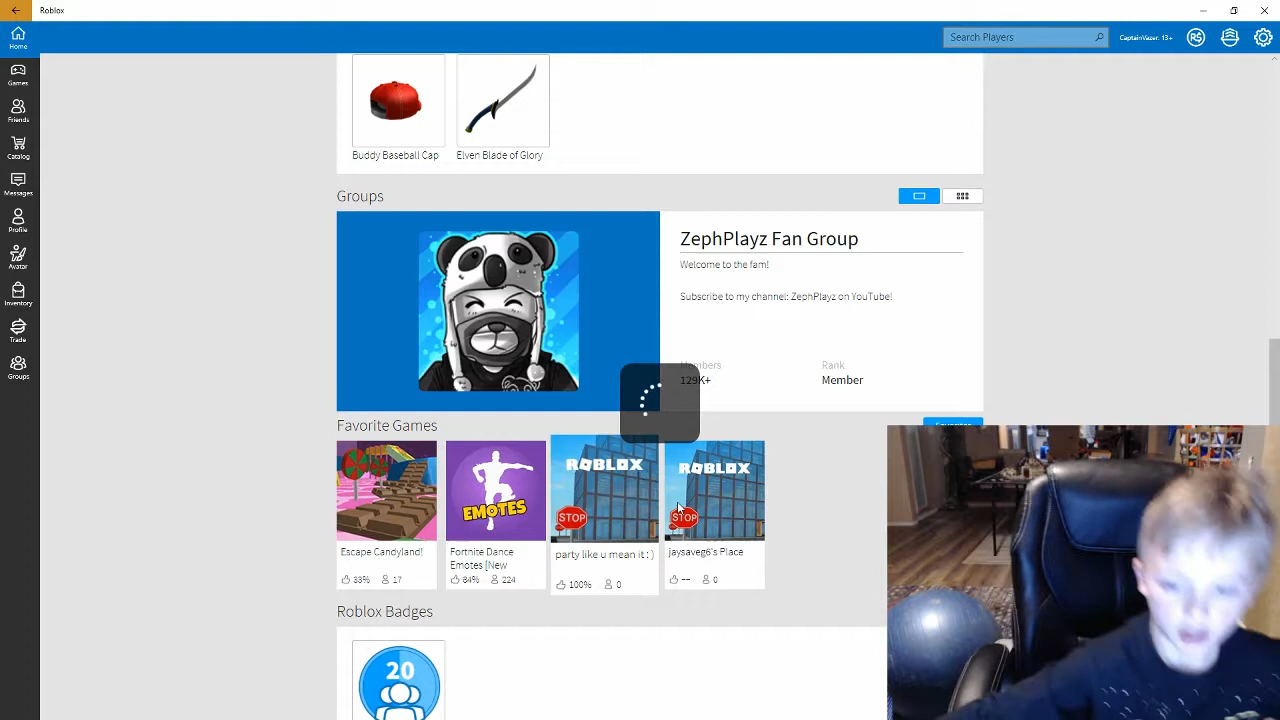 Roblox
Home
Search Players
CaptainVazer: 13+
R$
Games
Friends
Catalog
Messages
Profile
Avatar
Inventory
Trade
Groups
Buddy Baseball Cap
Elven Blade of Glory
Groups
ZephPlayz Fan Group
Welcome to the fam!
Subscribe to my channel: ZephPlayz on YouTube!
Members
Rank
129K+
Member
Favorite Games
Favorites
EMOTES
ROBLOX
STOP
ROBLOX
STOP
Escape Candyland!
33%
17
Fortnite Dance
Emotes [New
84%
224
party like u mean it :)
100%
0
jaysaveg6's Place
--
0
Roblox Badges
20